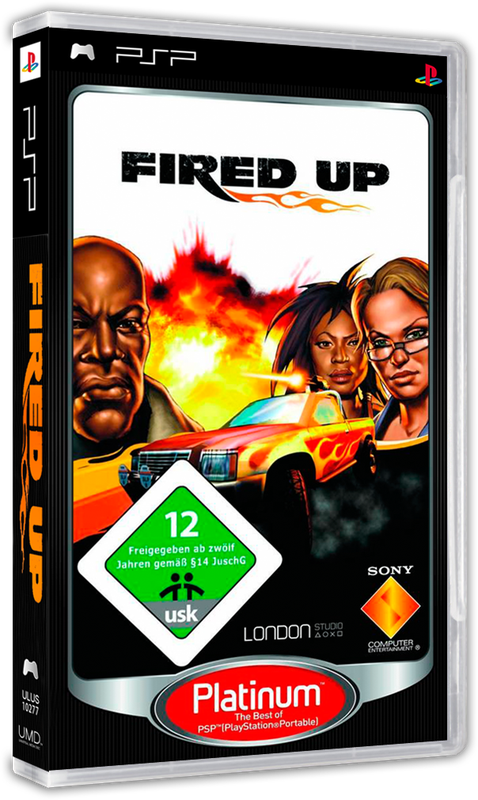 PSP
PSP
FIRED UP
FIRED UP
12
Freigegeben ab zwölf
Jahren gemäß §14 JuschG
usk
LONDON STUDIO
SONY
COMPUTER
ENTERTAINMENT ®
Platinum™
The Best of
PSP™(PlayStation®Portable)
ULUS
10277
UMD